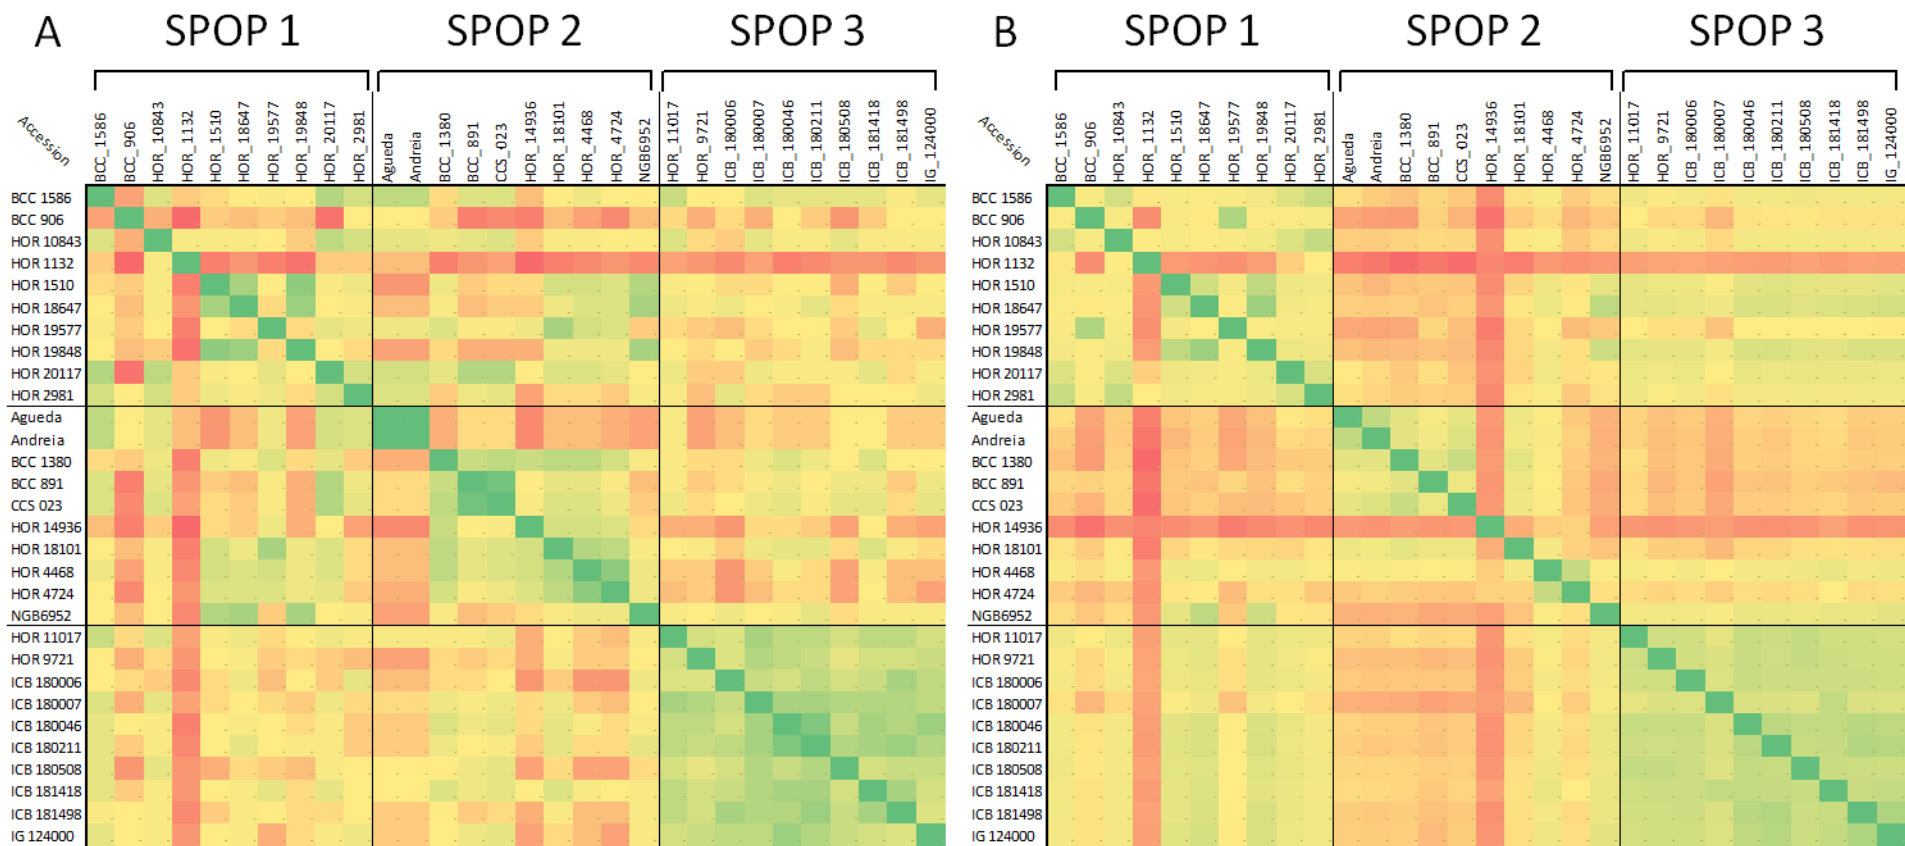 A SPOP 1 SPOP 2 SPOP 3
Accession BCC_1586 BCC_906 HOR_10843 HOR_1132 HOR_1510 HOR_18647 HOR_19577 HOR_19848 HOR_20117 HOR_2981 Agueda Andreia BCC_1380 BCC_891 CCS_023 HOR_14936 HOR_18101 HOR_4468 HOR_4724 NGB6952 HOR_11017 HOR_9721 ICB_180006 ICB_180007 ICB_180046 ICB_180211 ICB_180508 ICB_181418 ICB_181498 IG_124000
BCC 1586
BCC 906
HOR 10843
HOR 1132
HOR 1510
HOR 18647
HOR 19577
HOR 19848
HOR 20117
HOR 2981
Agueda
Andreia
BCC 1380
BCC 891
CCS 023
HOR 14936
HOR 18101
HOR 4468
HOR 4724
NGB6952
HOR 11017
HOR 9721
ICB 180006
ICB 180007
ICB 180046
ICB 180211
ICB 180508
ICB 181418
ICB 181498
IG 124000
B SPOP 1 SPOP 2 SPOP 3
Accession BCC_1586 BCC_906 HOR_10843 HOR_1132 HOR_1510 HOR_18647 HOR_19577 HOR_19848 HOR_20117 HOR_2981 Agueda Andreia BCC_1380 BCC_891 CCS_023 HOR_14936 HOR_18101 HOR_4468 HOR_4724 NGB6952 HOR_11017 HOR_9721 ICB_180006 ICB_180007 ICB_180046 ICB_180211 ICB_180508 ICB_181418 ICB_181498 IG_124000
BCC 1586
BCC 906
HOR 10843
HOR 1132
HOR 1510
HOR 18647
HOR 19577
HOR 19848
HOR 20117
HOR 2981
Agueda
Andreia
BCC 1380
BCC 891
CCS 023
HOR 14936
HOR 18101
HOR 4468
HOR 4724
NGB6952
HOR 11017
HOR 9721
ICB 180006
ICB 180007
ICB 180046
ICB 180211
ICB 180508
ICB 181418
ICB 181498
IG 124000